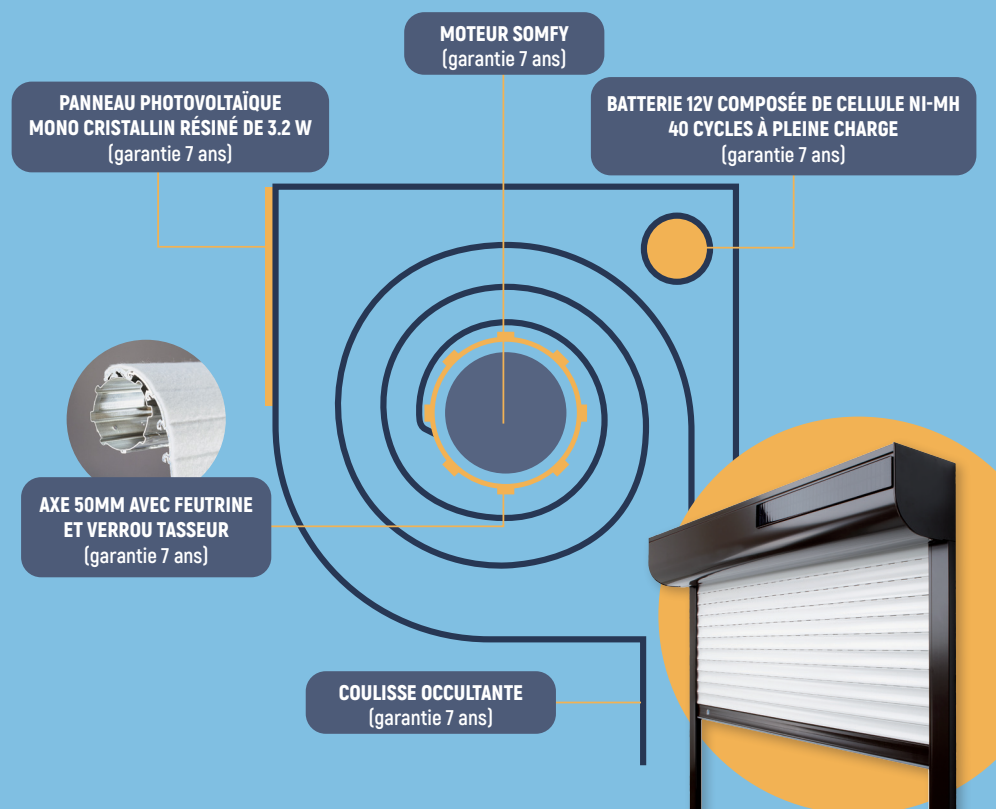 MOTEUR SOMFY
(garantie 7 ans)
PANNEAU PHOTOVOLTAÏQUE
MONO CRISTALLIN RÉSINÉ DE 3.2 W
(garantie 7 ans)
BATTERIE 12V COMPOSÉE DE CELLULE NI-MH
40 CYCLES À PLEINE CHARGE
(garantie 7 ans)
AXE 50MM AVEC FEUTRINE
ET VERROU TASSEUR
(garantie 7 ans)
COULISSE OCCULTANTE
(garantie 7 ans)